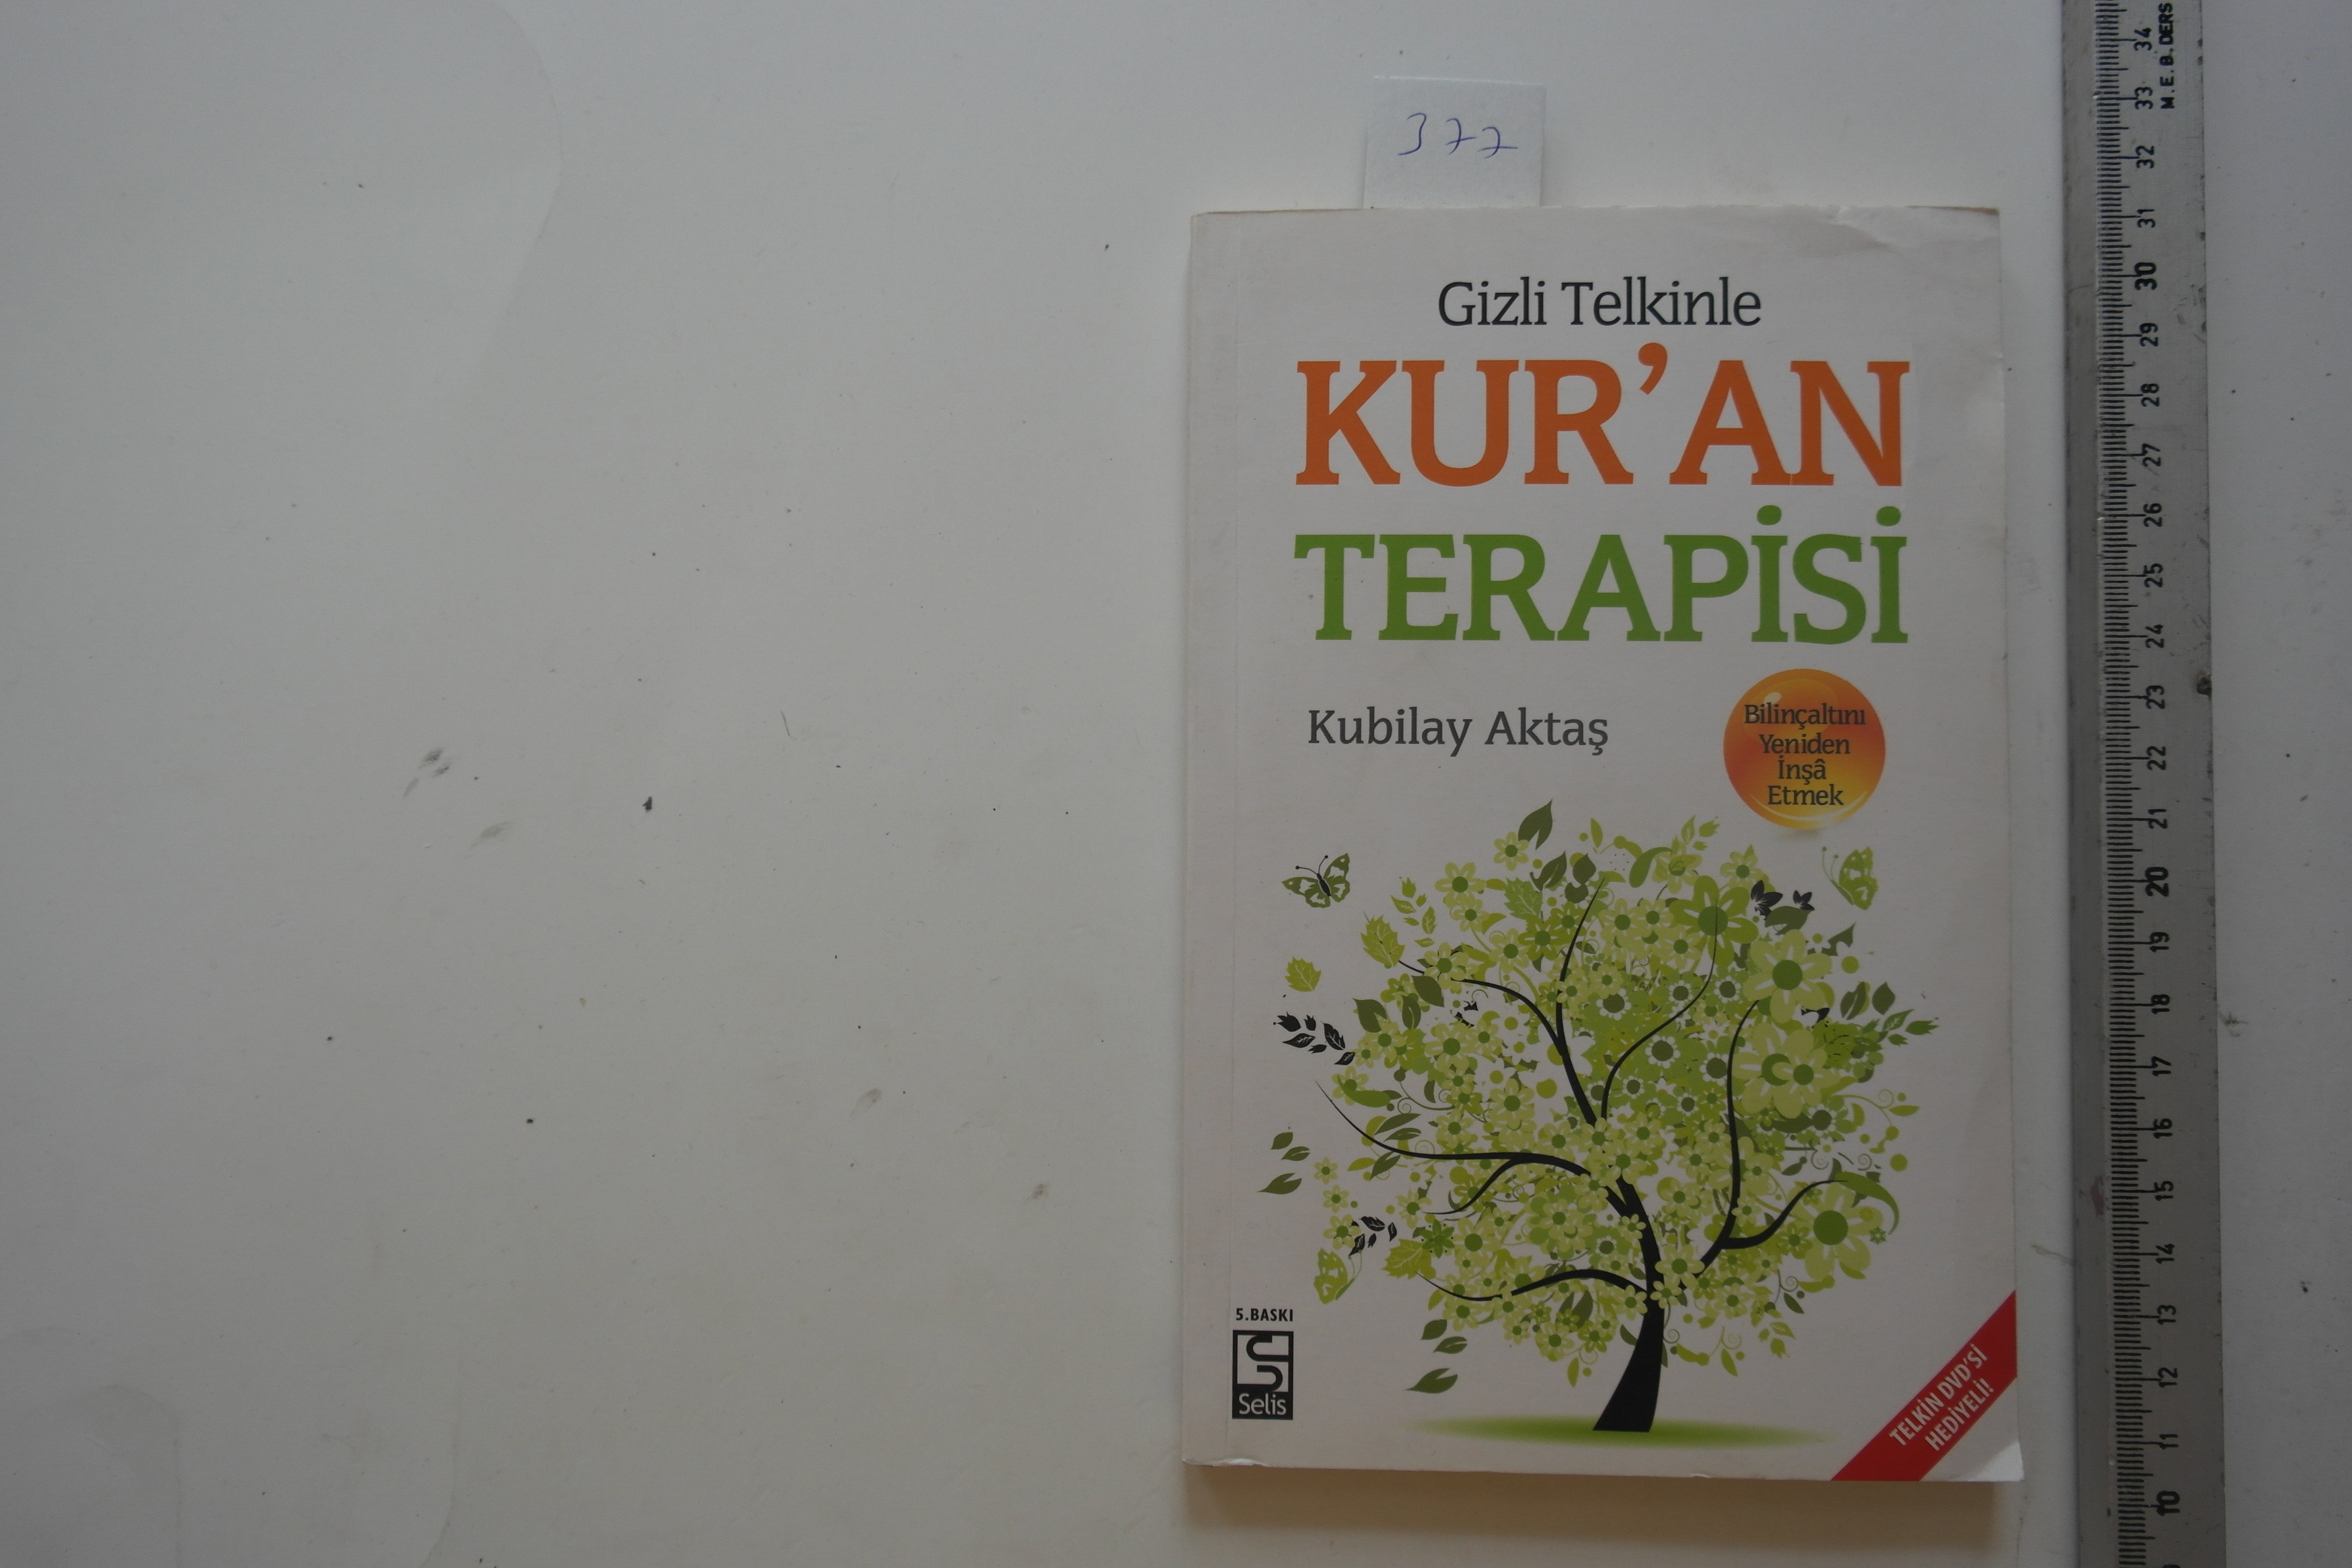 377
Gizli Telkinle
KUR'AN
TERAPİSİ
Kubilay Aktaş
Bilinçaltını
Yeniden
İnşâ
Etmek
5.BASKI
Selis
TELKİN DVD'Sİ
HEDİYELİ!
M.E.B. DERS
34
33
32
31
30
29
28
27
26
25
24
23
22
21
20
19
18
17
16
15
14
13
12
11
10